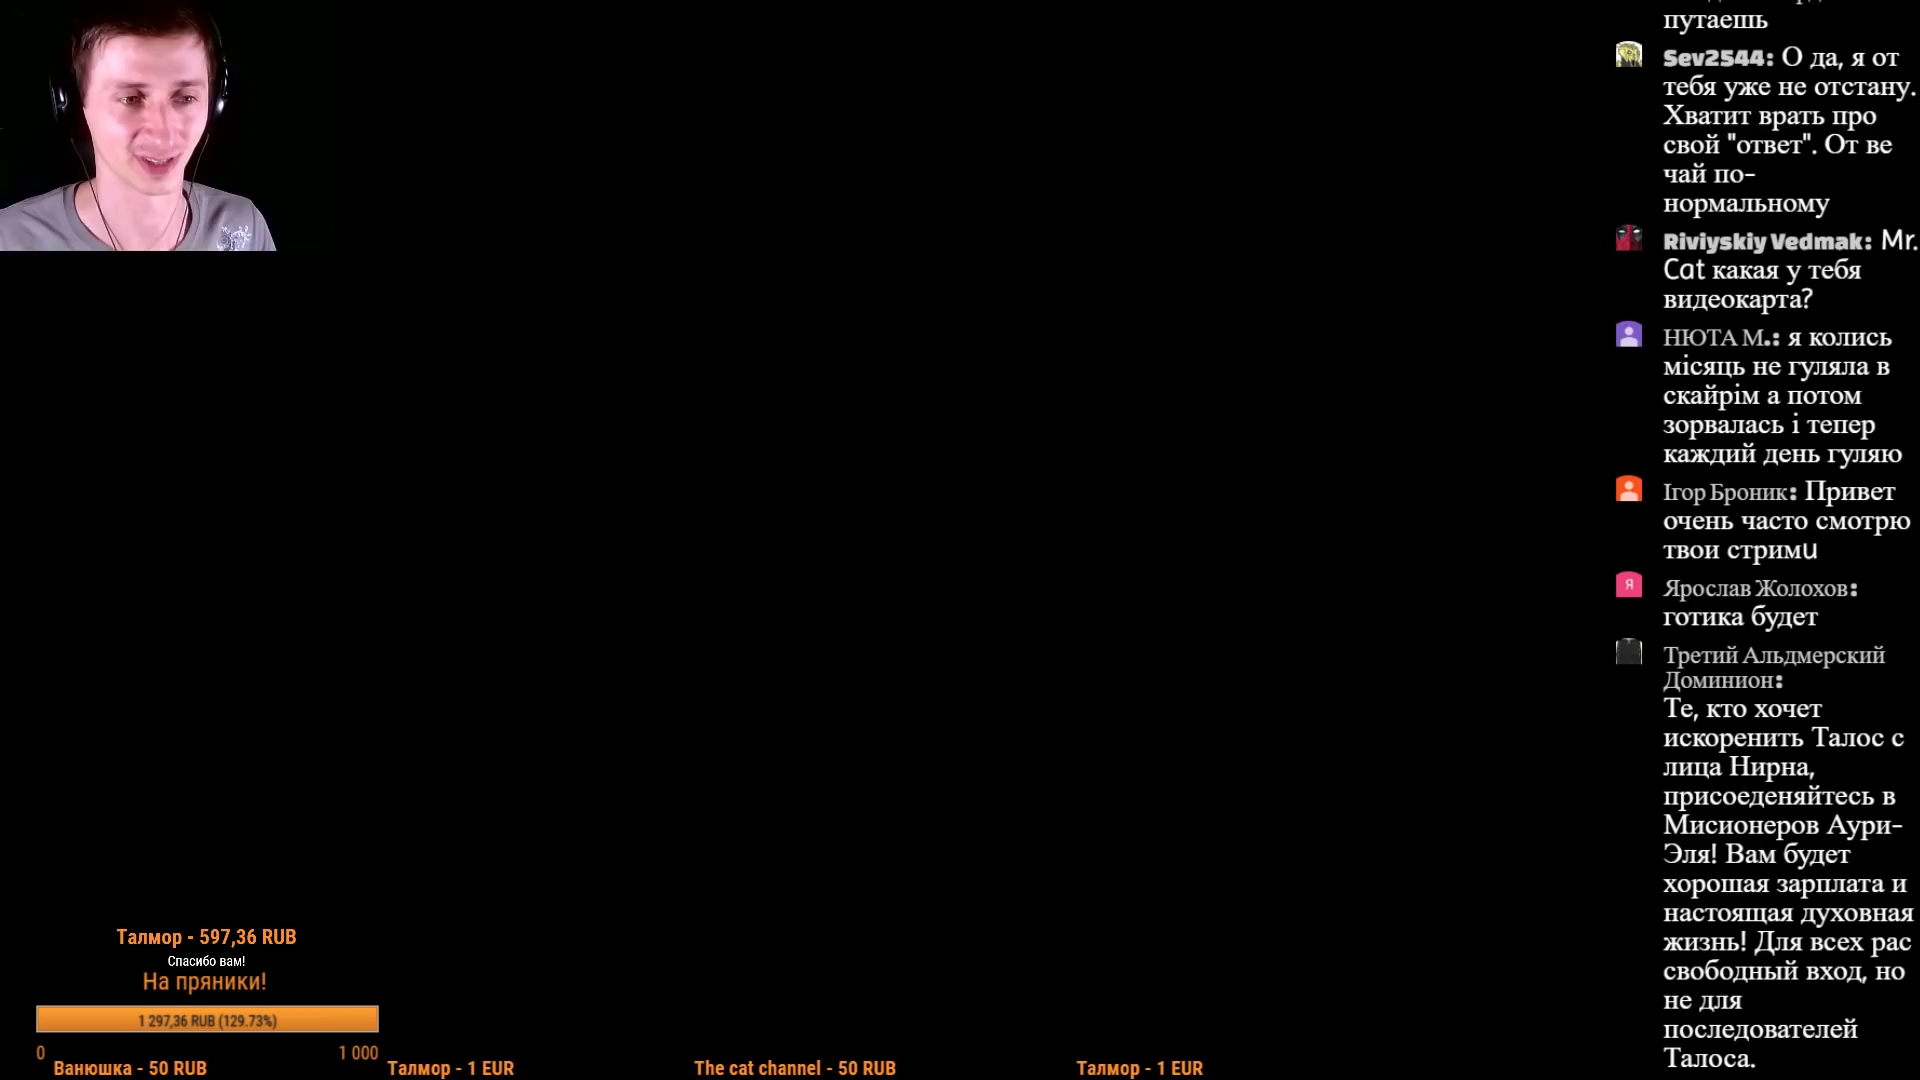 путаешь
Sev2544: О да, я от
тебя уже не отстану.
Хватит врать про
свой "ответ". От ве
чай по-
нормальному
Riviyskiy Vedmak: Mr.
Cat какая у тебя
видеокарта?
НЮТА М.: я колись
місяць не гуляла в
скайрім а потом
зорвалась і тепер
каждий день гуляю
Ігор Броник: Привет
очень часто смотрю
твои стримu
Я
Ярослав Жолохов:
готика будет
Третий Альдмерский
Доминион:
Те, кто хочет
искоренить Талос с
лица Нирна,
присоеденяйтесь в
Мисионеров Аури-
Эля! Вам будет
хорошая зарплата и
настоящая духовная
жизнь! Для всех рас
свободный вход, но
не для
последователей
Талоса.
Талмор - 597,36 RUB
Спасибо вам!
На пряники!
1 297,36 RUB (129.73%)
0 1 000
Ванюшка - 50 RUB Талмор - 1 EUR The cat channel - 50 RUB Талмор - 1 EUR